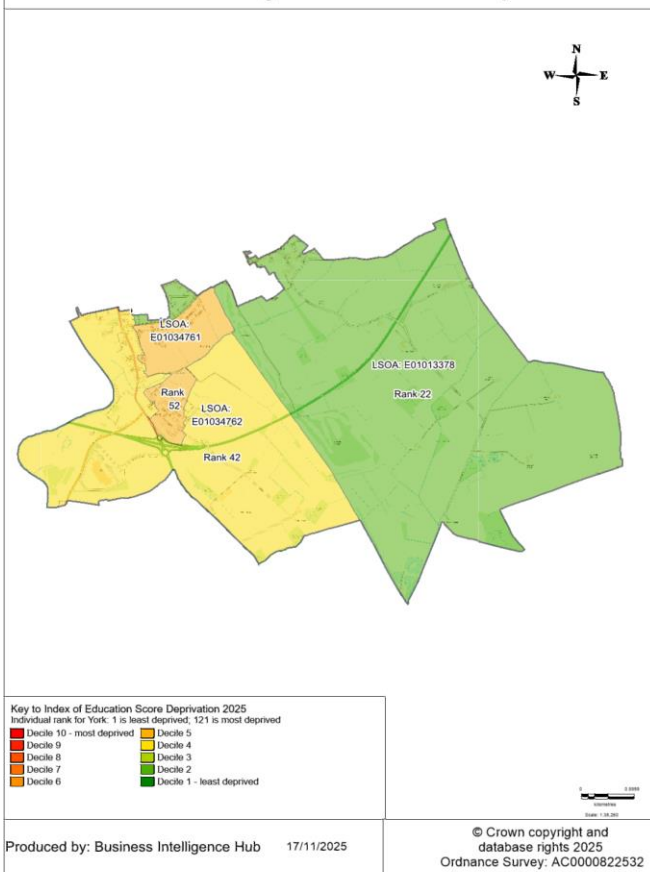 N
W E
S
LSOA:
E01034761
LSOA: E01013378
Rank
52
Rank 22
LSOA:
E01034762
Rank 42
Key to Index of Education Score Deprivation 2025
Individual rank for York: 1 is least deprived; 121 is most deprived
Decile 10 - most deprived
Decile 9
Decile 8
Decile 7
Decile 6
Decile 5
Decile 4
Decile 3
Decile 2
Decile 1 - least deprived
Produced by: Business Intelligence Hub 17/11/2025
© Crown copyright and
database rights 2025
Ordnance Survey: AC0000822532